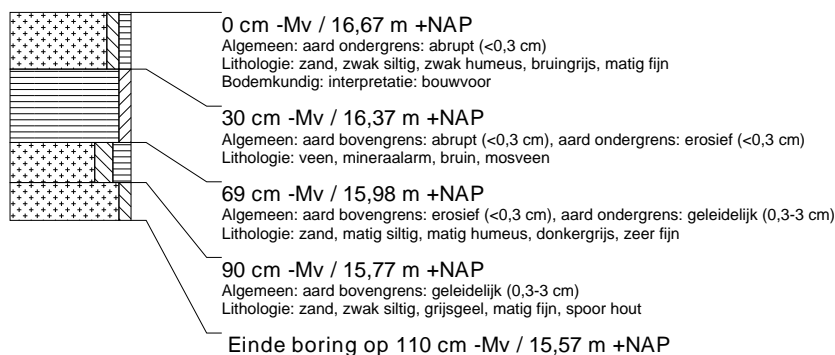 0 cm -Mv / 16,67 m +NAP
Algemeen: aard ondergrens: abrupt (<0,3 cm)
Lithologie: zand, zwak siltig, zwak humeus, bruingrijs, matig fijn
Bodemkundig: interpretatie: bouwvoor
30 cm -Mv / 16,37 m +NAP
Algemeen: aard bovengrens: abrupt (<0,3 cm), aard ondergrens: erosief (<0,3 cm)
Lithologie: veen, mineraalarm, bruin, mosveen
69 cm -Mv / 15,98 m +NAP
Algemeen: aard bovengrens: erosief (<0,3 cm), aard ondergrens: geleidelijk (0,3-3 cm)
Lithologie: zand, matig siltig, matig humeus, donkergrijs, zeer fijn
90 cm -Mv / 15,77 m +NAP
Algemeen: aard bovengrens: geleidelijk (0,3-3 cm)
Lithologie: zand, zwak siltig, grijsgeel, matig fijn, spoor hout
Einde boring op 110 cm -Mv / 15,57 m +NAP